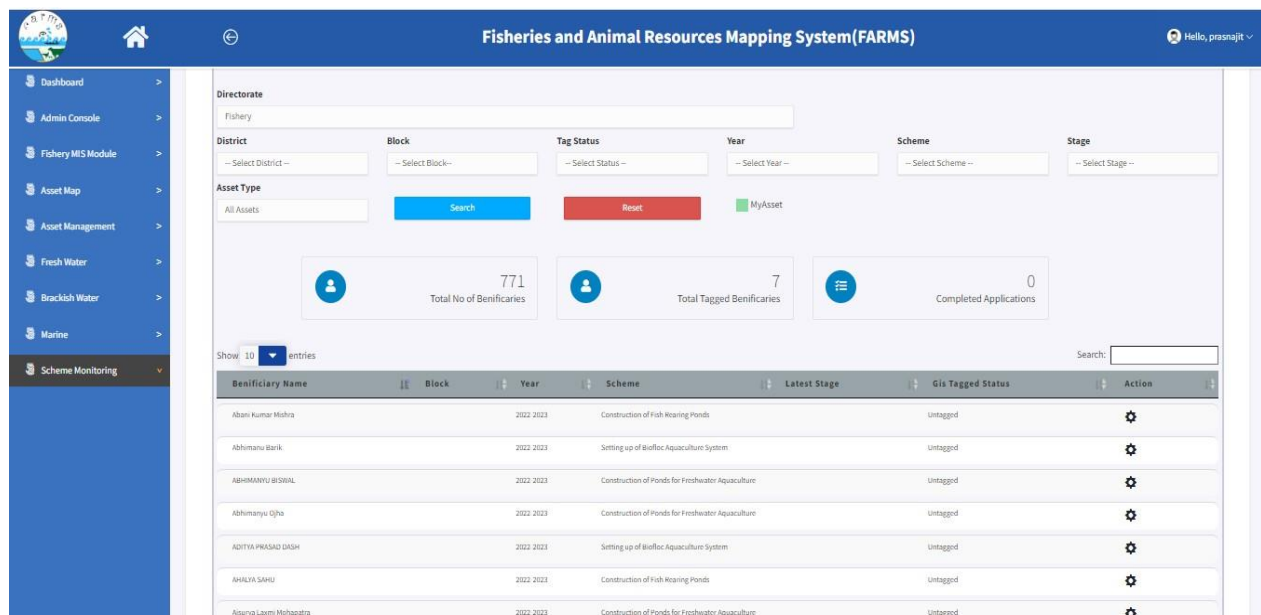 farms
Fisheries and Animal Resources Mapping System(FARMS)
Hello, prasnajit
Dashboard >
Admin Console >
Fishery MIS Module >
Asset Map >
Asset Management >
Fresh Water >
Brackish Water >
Marine >
Scheme Monitoring
Directorate
Fishery
District Block Tag Status Year Scheme Stage
-- Select District -- -- Select Block-- -- Select Status -- -- Select Year -- -- Select Scheme -- -- Select Stage --
Asset Type
All Assets Search Reset MyAsset
771 7 0
Total No of Benificaries Total Tagged Benificaries Completed Applications
Show 10 entries Search:
Benificiary Name Block Year Scheme Latest Stage Gis Tagged Status Action
Abani Kumar Mishra 2022-2023 Construction of Fish Rearing Ponds Untagged
Abhimanu Barik 2022-2023 Setting up of Biofloc Aquaculture System Untagged
ABHIMANYU BISWAL 2022-2023 Construction of Ponds for Freshwater Aquaculture Untagged
Abhimanyu Ojha 2022-2023 Construction of Ponds for Freshwater Aquaculture Untagged
ADITYA PRASAD DASH 2022-2023 Setting up of Biofloc Aquaculture System Untagged
AHALYA SAHU 2022-2023 Construction of Fish Rearing Ponds Untagged
Aisurya Laxmi Mohapatra 2022-2023 Construction of Ponds for Freshwater Aquaculture Untagged